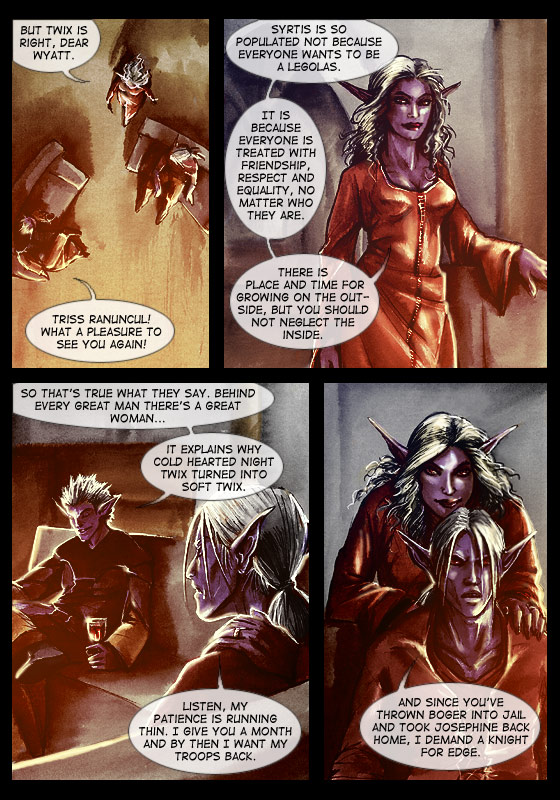 BUT TWIX IS
RIGHT, DEAR
WYATT.
TRISS RANUNCUL!
WHAT A PLEASURE TO
SEE YOU AGAIN!
SYRTIS IS SO
POPULATED NOT BECAUSE
EVERYONE WANTS TO BE
A LEGOLAS.
IT IS
BECAUSE
EVERYONE IS
TREATED WITH
FRIENDSHIP,
RESPECT AND
EQUALITY, NO
MATTER WHO
THEY ARE.
THERE IS
PLACE AND TIME FOR
GROWING ON THE OUT-
SIDE, BUT YOU SHOULD
NOT NEGLECT THE
INSIDE.
SO THAT'S TRUE WHAT THEY SAY. BEHIND
EVERY GREAT MAN THERE'S A GREAT
WOMAN...
IT EXPLAINS WHY
COLD HEARTED NIGHT
TWIX TURNED INTO
SOFT TWIX.
LISTEN, MY
PATIENCE IS RUNNING
THIN. I GIVE YOU A MONTH
AND BY THEN I WANT MY
TROOPS BACK.
AND SINCE YOU'VE
THROWN BOGER INTO JAIL
AND TOOK JOSEPHINE BACK
HOME, I DEMAND A KNIGHT
FOR EDGE.